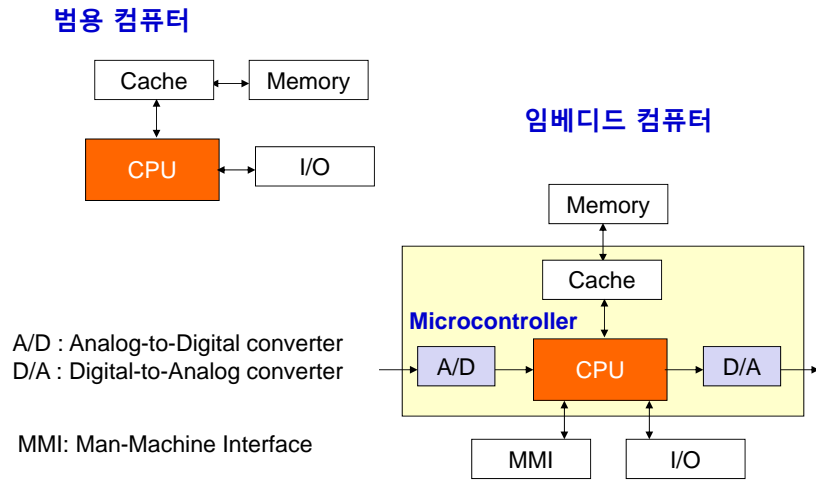 범용 컴퓨터
Cache
Memory
CPU
I/O
임베디드 컴퓨터
Memory
Cache
Microcontroller
A/D
CPU
D/A
MMI
I/O
A/D : Analog-to-Digital converter
D/A : Digital-to-Analog converter
MMI: Man-Machine Interface